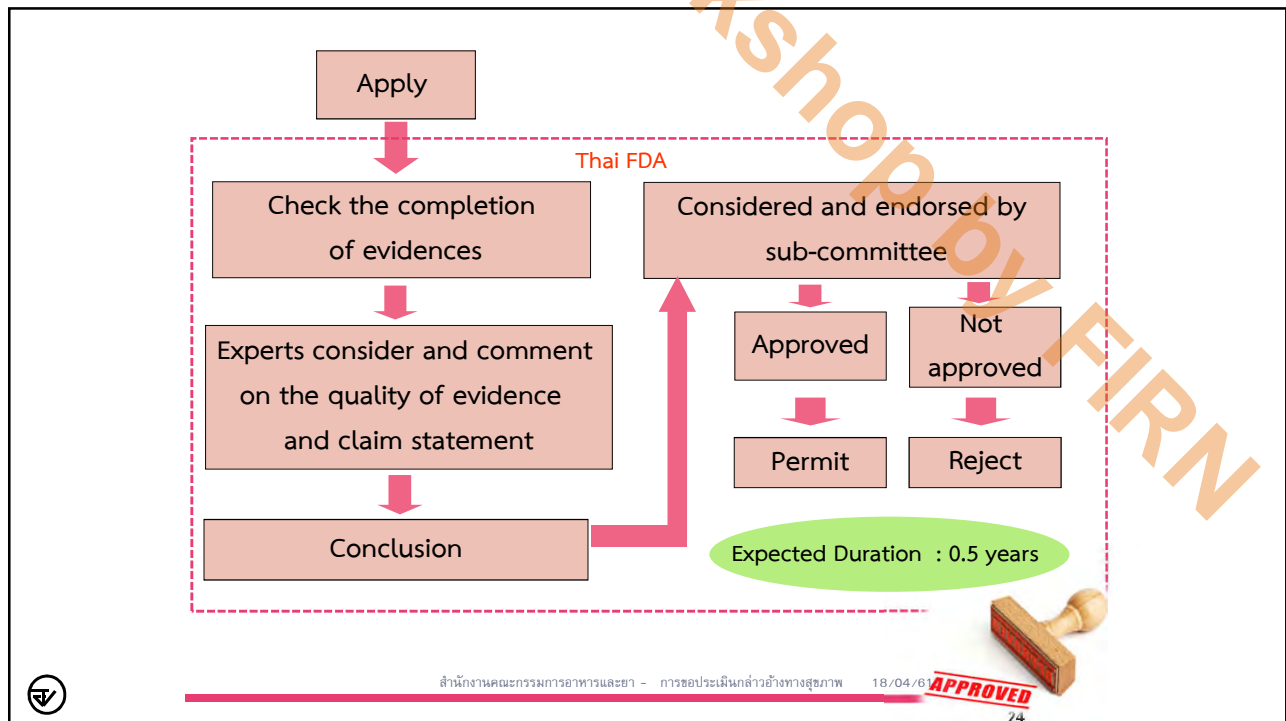 Apply
Thai FDA
Check the completion
of evidences
Experts consider and comment
on the quality of evidence
and claim statement
Conclusion
Considered and endorsed by
sub-committee
Approved
Not
approved
Permit
Reject
Expected Duration : 0.5 years
kshop by FIRN
สำนักงานคณะกรรมการอาหารและยา - การขอประเมินกล่าวอ้างทางสุขภาพ 18/04/61
APPROVED
24